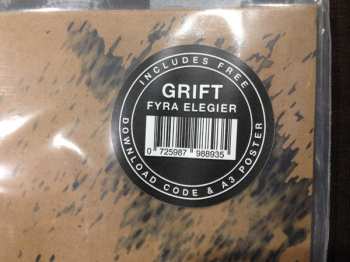 INCLUDES FREE
GRIFT
FYRA ELEGIER
0 725987 988935
DOWNLOAD CODE & A3 POSTER